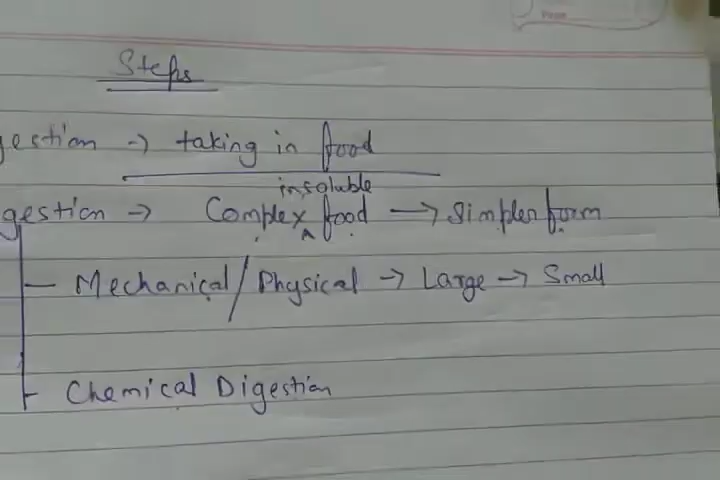 Steps
gestion → taking in food
insoluble
gestion → Complex ^ food → Simpler form
Mechanical/Physical → Large → Small
Chemical Digestion